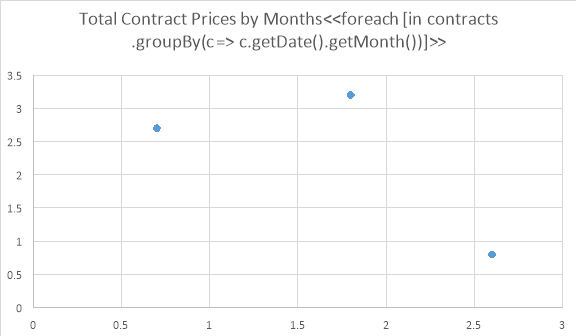 Total Contract Prices by Months<<foreach [in contracts
.groupBy(c=> c.getDate().getMonth())]>>
3.5
3
2.5
2
1.5
1
0.5
0
0 0.5 1 1.5 2 2.5 3